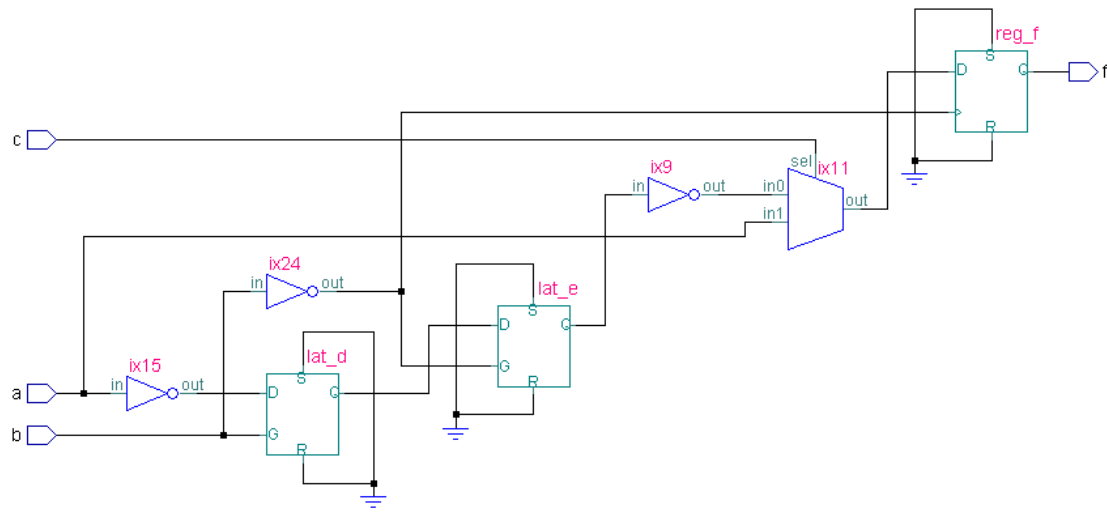 reg_f
S
D
Q
f
R
c
sel
ix11
ix9
in
out
in0
in1
out
ix24
in
out
lat_e
S
D
Q
G
R
ix15
lat_d
a
in
out
S
D
Q
b
G
R